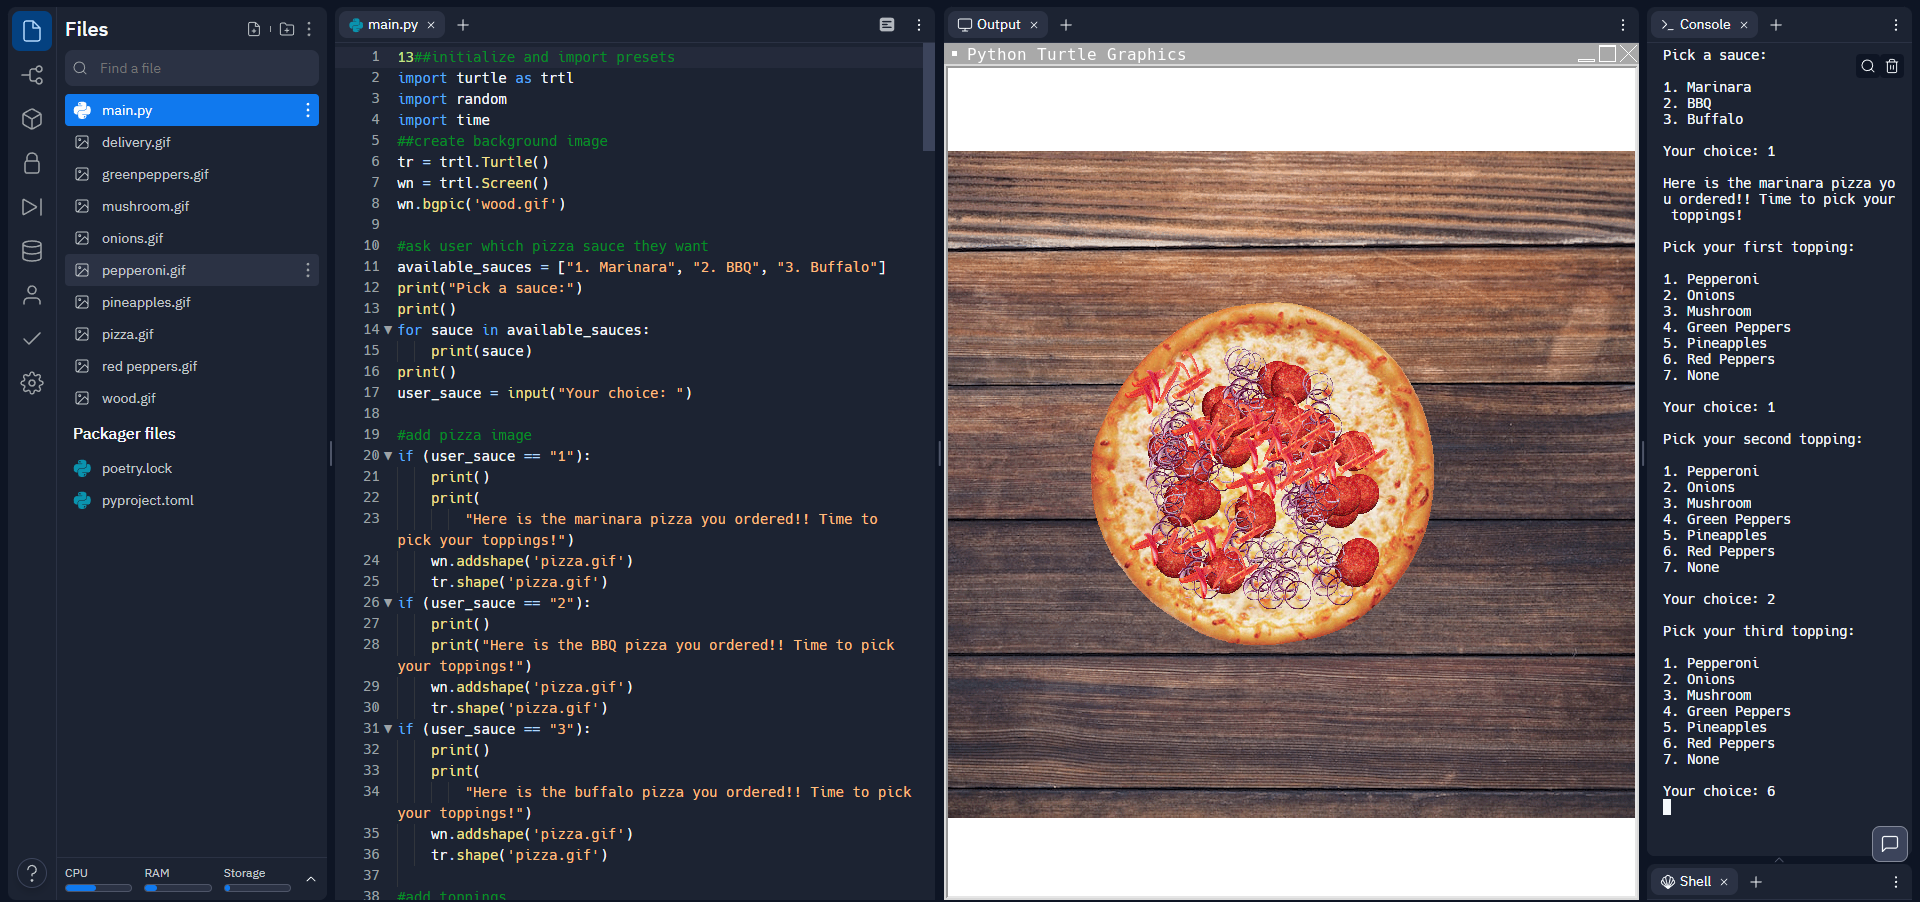 Files
Find a file
main.py
delivery.gif
greenpeppers.gif
mushroom.gif
onions.gif
pepperoni.gif
pineapples.gif
pizza.gif
red peppers.gif
wood.gif
Packager files
poetry.lock
pyproject.toml
CPU RAM Storage
?
main.py × +
1 13##initialize and import presets
2 import turtle as trtl
3 import random
4 import time
5 ##create background image
6 tr = trtl.Turtle()
7 wn = trtl.Screen()
8 wn.bgpic('wood.gif')
9
10 #ask user which pizza sauce they want
11 available_sauces = ["1. Marinara", "2. BBQ", "3. Buffalo"]
12 print("Pick a sauce:")
13 print()
14 for sauce in available_sauces:
15 print(sauce)
16 print()
17 user_sauce = input("Your choice: ")
18
19 #add pizza image
20 if (user_sauce == "1"):
21 print()
22 print(
23 "Here is the marinara pizza you ordered!! Time to
pick your toppings!")
24 wn.addshape('pizza.gif')
25 tr.shape('pizza.gif')
26 if (user_sauce == "2"):
27 print()
28 print("Here is the BBQ pizza you ordered!! Time to pick
your toppings!")
29 wn.addshape('pizza.gif')
30 tr.shape('pizza.gif')
31 if (user_sauce == "3"):
32 print()
33 print(
34 "Here is the buffalo pizza you ordered!! Time to pick
your toppings!")
35 wn.addshape('pizza.gif')
36 tr.shape('pizza.gif')
37
38 #add toppings
Output × +
Python Turtle Graphics
Console × +
Pick a sauce:
1. Marinara
2. BBQ
3. Buffalo
Your choice: 1
Here is the marinara pizza yo
u ordered!! Time to pick your
toppings!
Pick your first topping:
1. Pepperoni
2. Onions
3. Mushroom
4. Green Peppers
5. Pineapples
6. Red Peppers
7. None
Your choice: 1
Pick your second topping:
1. Pepperoni
2. Onions
3. Mushroom
4. Green Peppers
5. Pineapples
6. Red Peppers
7. None
Your choice: 2
Pick your third topping:
1. Pepperoni
2. Onions
3. Mushroom
4. Green Peppers
5. Pineapples
6. Red Peppers
7. None
Your choice: 6
Shell × +